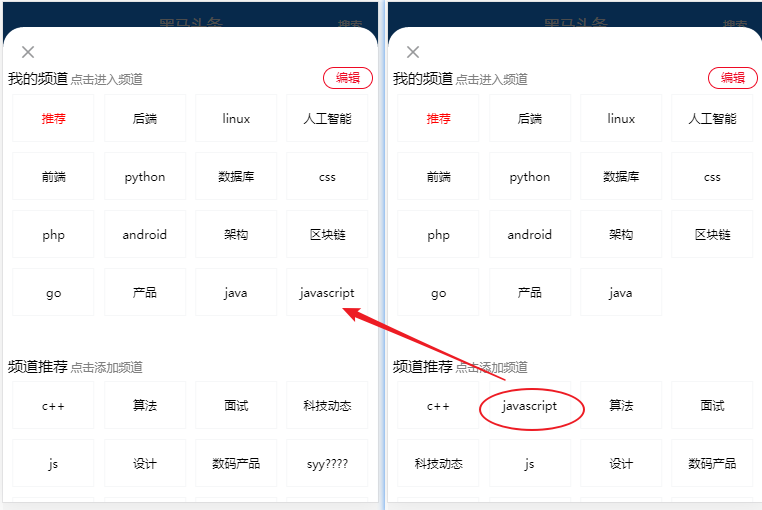 黑马头条 搜索
我的频道 点击进入频道 编辑
推荐 后端 linux 人工智能
前端 python 数据库 css
php android 架构 区块链
go 产品 java javascript
频道推荐 点击添加频道
c++ 算法 面试 科技动态
js 设计 数码产品 syy????
黑马头条 搜索
我的频道 点击进入频道 编辑
推荐 后端 linux 人工智能
前端 python 数据库 css
php android 架构 区块链
go 产品 java
频道推荐 点击添加频道
c++ javascript 算法 面试
科技动态 js 设计 数码产品